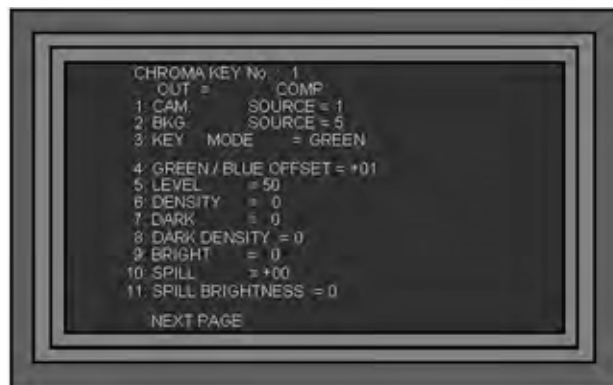 CHROMA KEY No. : 1
OUT = COMP
1: CAM SOURCE = 1
2: BKG SOURCE = 5
3: KEY MODE = GREEN
4: GREEN / BLUE OFFSET = +01
5: LEVEL = 50
6: DENSITY = 0
7: DARK = 0
8: DARK DENSITY = 0
9: BRIGHT = 0
10: SPILL = +00
11: SPILL BRIGHTNESS = 0
NEXT PAGE